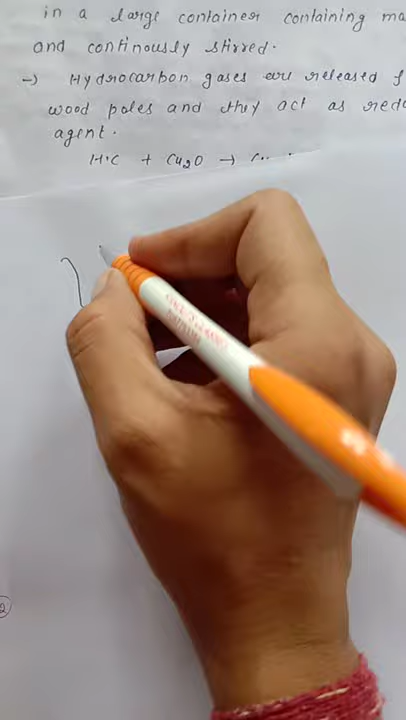 in a large container containing
and continously stirred.
→ Hydrocarbon gases are released
wood poles and they act as
agent.
H·C + Cu₂O →
2